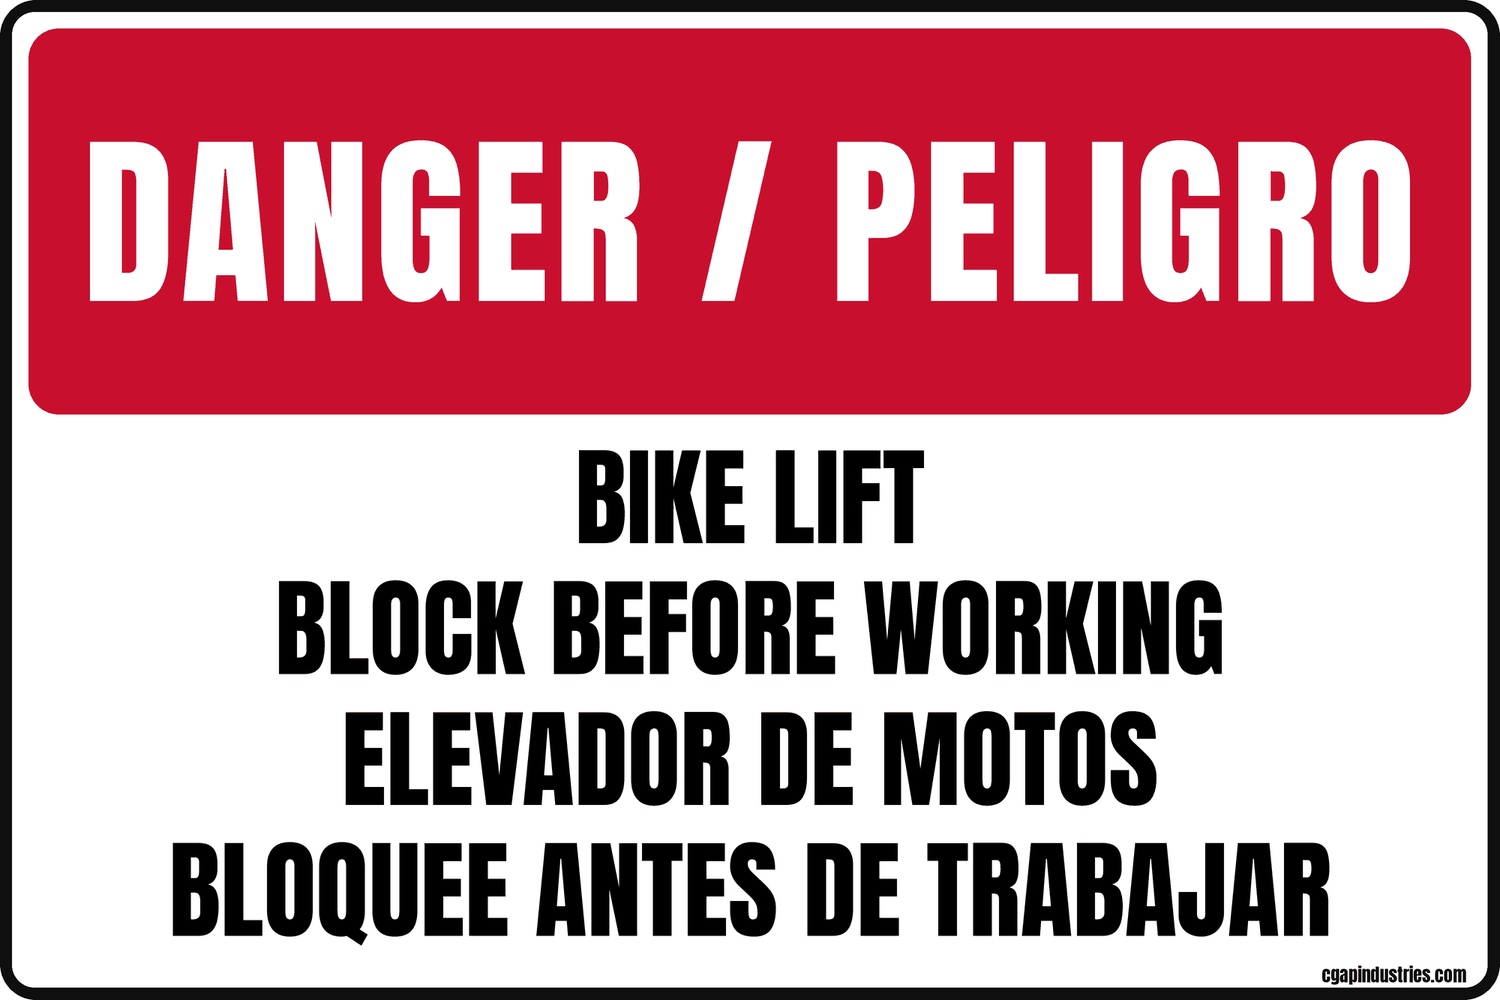 DANGER / PELIGRO
BIKE LIFT
BLOCK BEFORE WORKING
ELEVADOR DE MOTOS
BLOQUEE ANTES DE TRABAJAR
cgapindustries.com